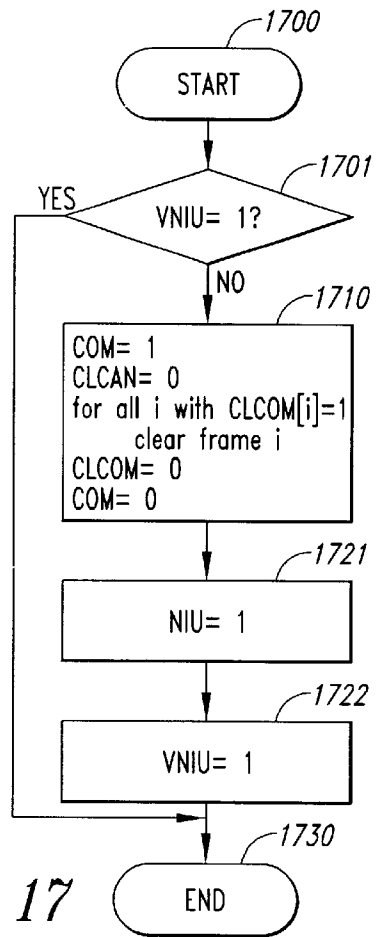 1700
START
1701
YES
VNIU= 1?
NO
1710
COM= 1
CLCAN= 0
for all i with CLCOM[i]=1
clear frame i
CLCOM= 0
COM= 0
1721
NIU= 1
1722
VNIU= 1
1730
END
17